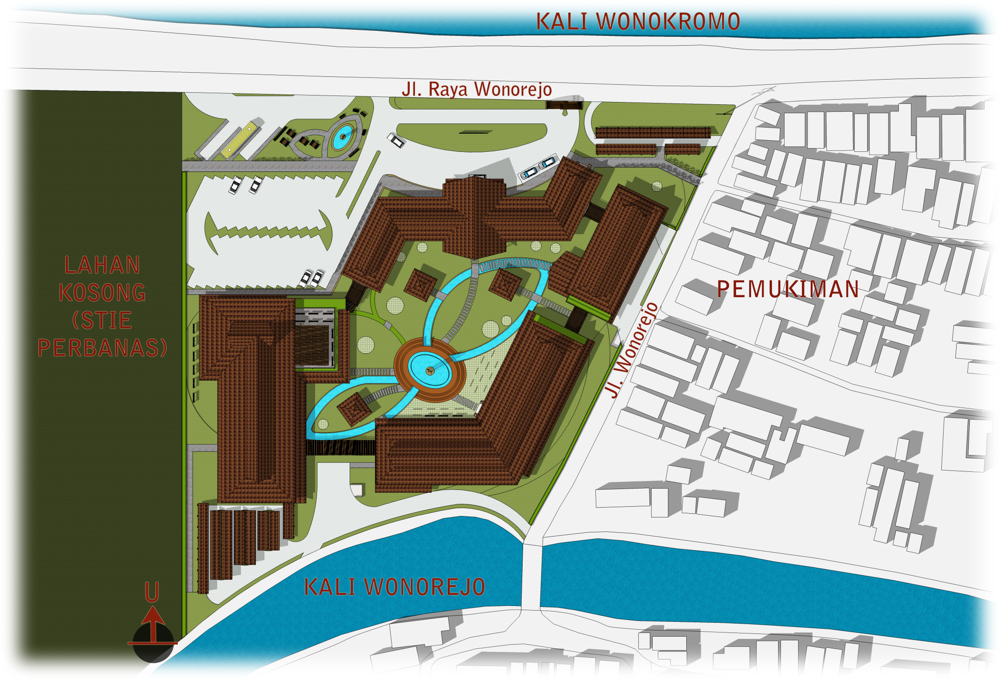 KALI WONOKROMO
Jl. Raya Wonorejo
LAHAN
KOSONG
(STIE
PERBANAS)
PEMUKIMAN
Jl. Wonorejo
KALI WONOREJO
U